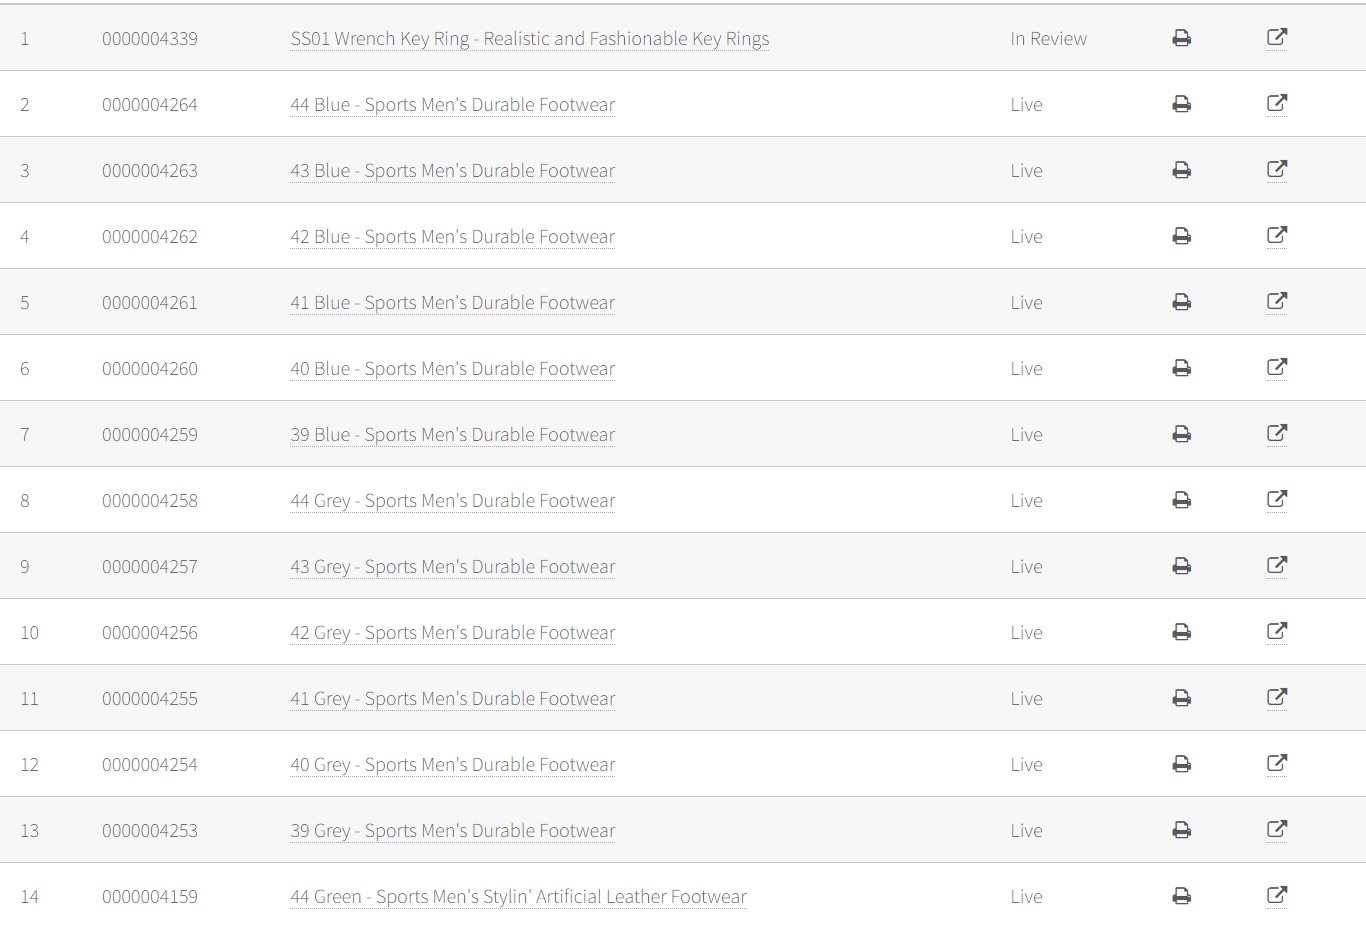 1 0000004339 SS01 Wrench Key Ring - Realistic and Fashionable Key Rings In Review
2 0000004264 44 Blue - Sports Men's Durable Footwear Live
3 0000004263 43 Blue - Sports Men's Durable Footwear Live
4 0000004262 42 Blue - Sports Men's Durable Footwear Live
5 0000004261 41 Blue - Sports Men's Durable Footwear Live
6 0000004260 40 Blue - Sports Men's Durable Footwear Live
7 0000004259 39 Blue - Sports Men's Durable Footwear Live
8 0000004258 44 Grey - Sports Men's Durable Footwear Live
9 0000004257 43 Grey - Sports Men's Durable Footwear Live
10 0000004256 42 Grey - Sports Men's Durable Footwear Live
11 0000004255 41 Grey - Sports Men's Durable Footwear Live
12 0000004254 40 Grey - Sports Men's Durable Footwear Live
13 0000004253 39 Grey - Sports Men's Durable Footwear Live
14 0000004159 44 Green - Sports Men's Stylin' Artificial Leather Footwear Live